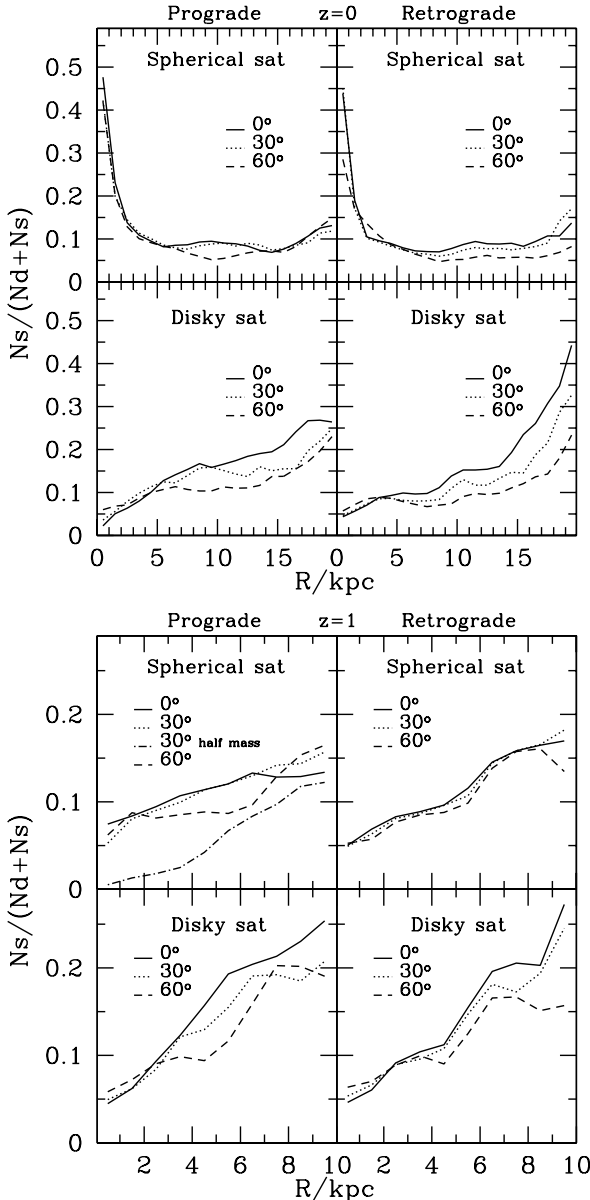 Prograde z=0 Retrograde
Spherical sat Spherical sat
0° 0°
30° 30°
60° 60°
0.5
0.4
0.3
0.2
0.1
0
Disky sat Disky sat
0° 0°
30° 30°
60° 60°
0.5
0.4
0.3
0.2
0.1
0
Ns/(Nd+Ns)
0 5 10 15 0 5 10 15
R/kpc
Prograde z=1 Retrograde
Spherical sat Spherical sat
0° 0°
30° 30°
30° half mass
60° 60°
0.2
0.1
0
Disky sat Disky sat
0° 0°
30° 30°
60° 60°
0.2
0.1
0
Ns/(Nd+Ns)
2 4 6 8 10 2 4 6 8 10
R/kpc